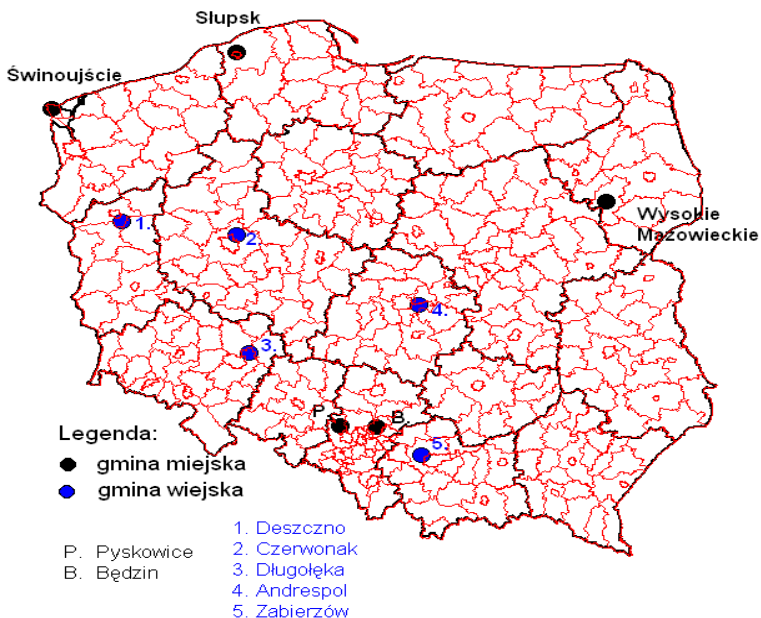 Słupsk
Świnoujście
Wysokie
Mazowieckie
1.
2.
4.
3.
P.
B.
5.
Legenda:
gmina miejska
gmina wiejska
P. Pyskowice
B. Będzin
1. Deszczno
2. Czerwonak
3. Długołęka
4. Andrespol
5. Zabierzów